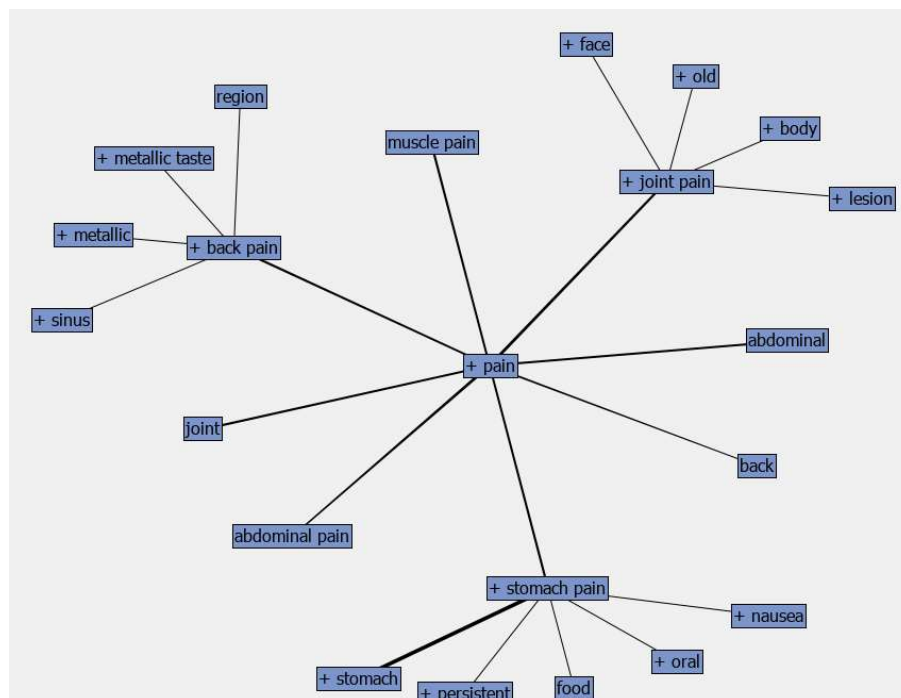 + face
+ old
region
+ body
muscle pain
+ metallic taste
+ joint pain
+ lesion
+ metallic
+ back pain
+ sinus
abdominal
+ pain
joint
back
abdominal pain
+ stomach pain
+ nausea
+ oral
+ stomach
food
+ persistent